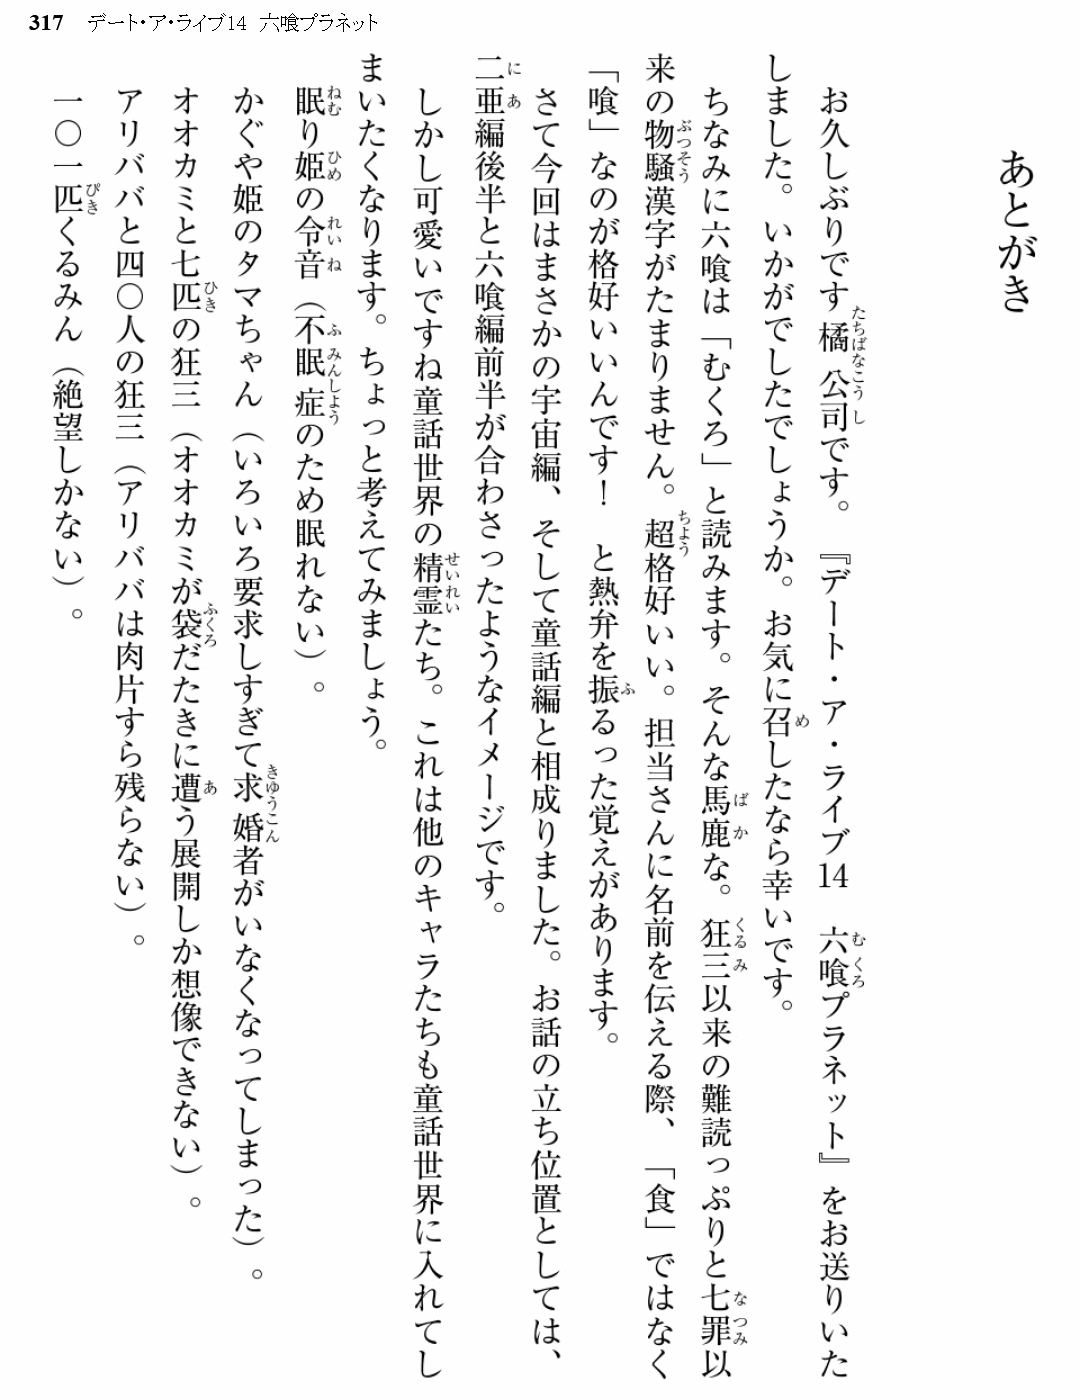 317 デート・ア・ライブ14 六喰プラネット
あとがき
お久しぶりです橘公司です。『デート・ア・ライブ14 六喰プラネット』をお送りいた
しました。いかがでしたでしょうか。お気に召したなら幸いです。
ちなみに六喰は「むくろ」と読みます。そんな馬鹿な。狂三以来の難読っぷりと七罪以
来の物騒漢字がたまりません。超格好いい。担当さんに名前を伝える際、「食」ではなく
「喰」なのが格好いいんです! と熱弁を振るった覚えがあります。
さて今回はまさかの宇宙編、そして童話編と相成りました。お話の立ち位置としては、
二亜編後半と六喰編前半が合わさったようなイメージです。
しかし可愛いですね童話世界の精霊たち。これは他のキャラたちも童話世界に入れてし
まいたくなります。ちょっと考えてみましょう。
眠り姫の令音(不眠症のため眠れない)。
かぐや姫のタマちゃん(いろいろ要求しすぎて求婚者がいなくなってしまった)。
オオカミと七匹の狂三(オオカミが袋だたきに遭う展開しか想像できない)。
アリババと四〇人の狂三(アリババは肉片すら残らない)。
一〇一匹くるみん(絶望しかない)。